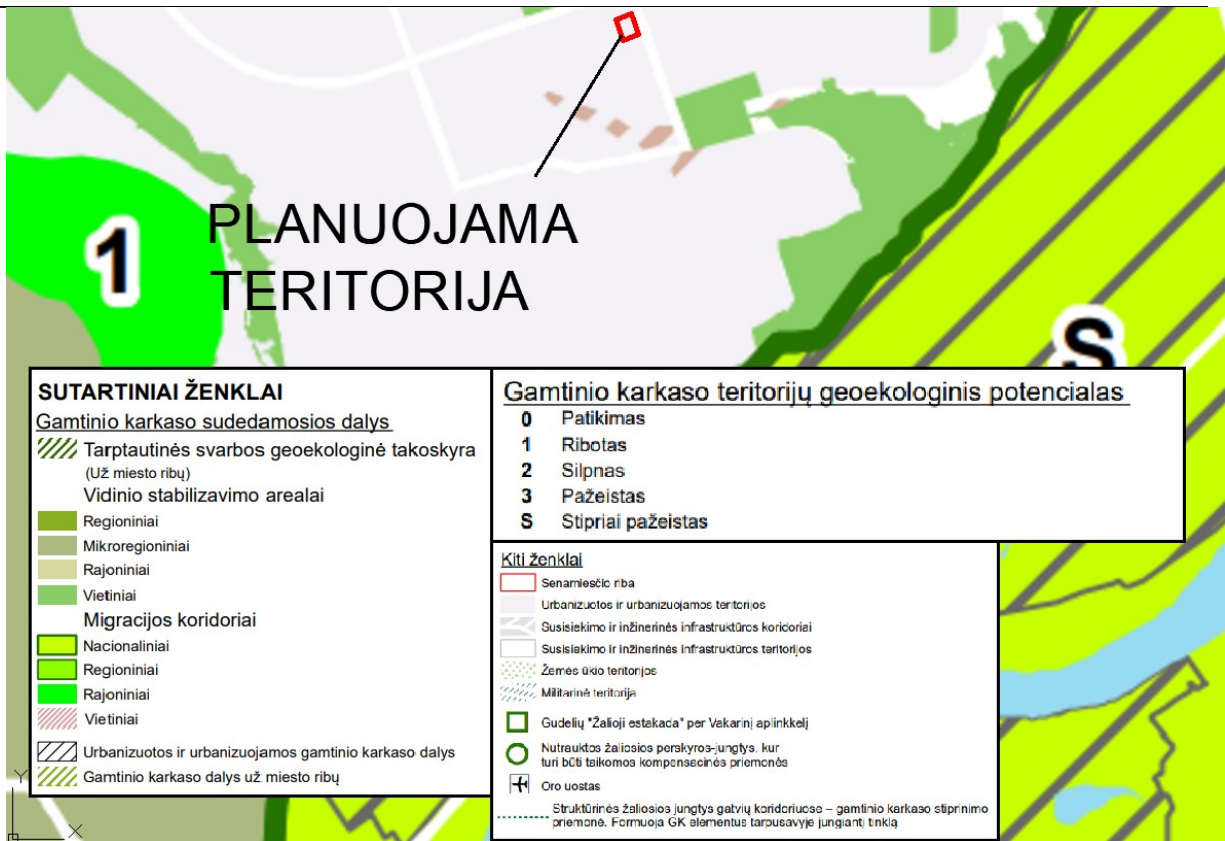 PLANUOJAMA
TERITORIJA
1
S
SUTARTINIAI ŽENKLAI
Gamtinio karkaso sudedamosios dalys
Tarptautinės svarbos geoekologinė takoskyra
(Už miesto ribų)
Vidinio stabilizavimo arealai
Regioniniai
Mikroregioniniai
Rajoniniai
Vietiniai
Migracijos koridoriai
Nacionaliniai
Regioniniai
Rajoniniai
Vietiniai
Urbanizuotos ir urbanizuojamos gamtinio karkaso dalys
Gamtinio karkaso dalys už miesto ribų
Gamtinio karkaso teritorijų geoekologinis potencialas
0 Patikimas
1 Ribotas
2 Silpnas
3 Pažeistas
S Stipriai pažeistas
Kiti ženklai
Senamiesčio riba
Urbanizuotos ir urbanizuojamos teritorijos
Susisiekimo ir inžinerinės infrastruktūros koridoriai
Susisiekimo ir inžinerinės infrastruktūros teritorijos
Žemės ūkio teritorijos
Militarinė teritorija
Gudelių "Žalioji estakada" per Vakarinį aplinkkelį
Nutrauktos žaliosios perskyros-jungtys, kur
turi būti taikomos kompensacinės priemonės
Oro uostas
Struktūrinės žaliosios jungtys gatvių koridoriuose – gamtinio karkaso stiprinimo
priemonė. Formuoja GK elementus tarpusavyje jungiantį tinklą
Y
X